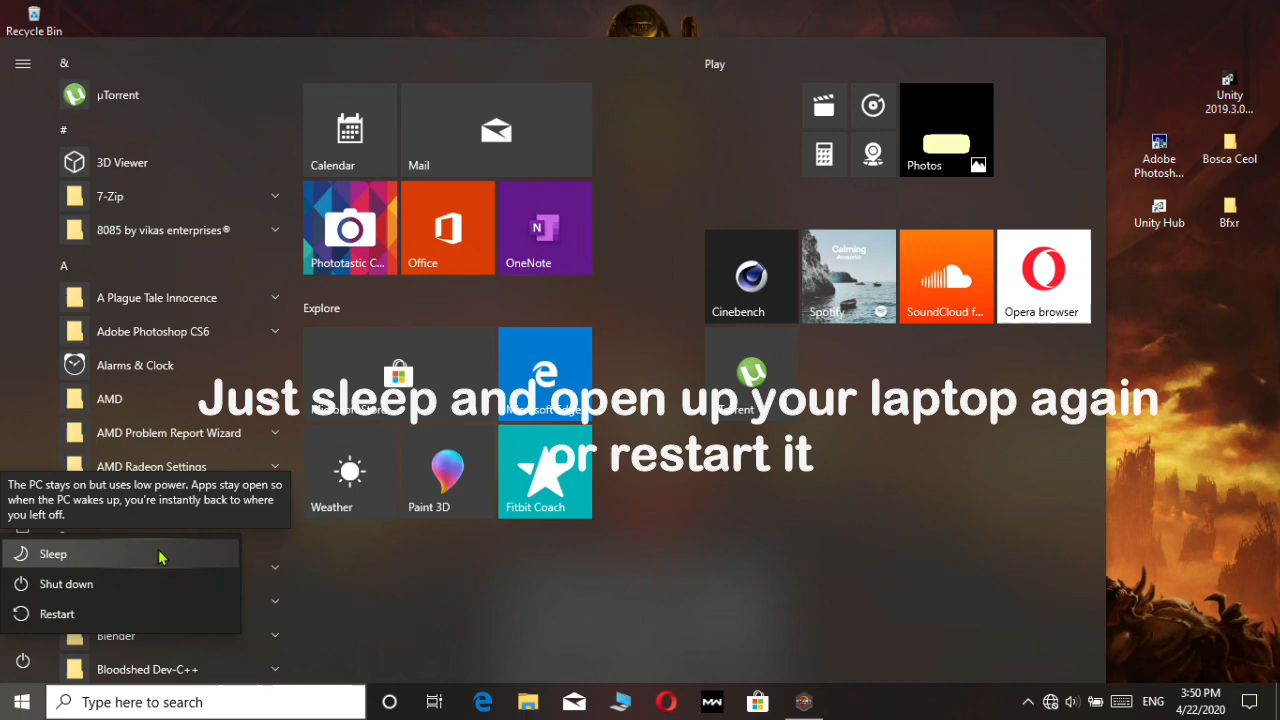 Recycle Bin
&
µTorrent
#
3D Viewer
7-Zip
8085 by vikas enterprises®
A
A Plague Tale Innocence
Adobe Photoshop CS6
Alarms & Clock
AMD
AMD Problem Report Wizard
AMD Radeon Settings
The PC stays on but uses low power. Apps stay open so
when the PC wakes up, you're instantly back to where
you left off.
Sleep
Shut down
Restart
Blender
Bloodshed Dev-C++
Calendar
Mail
Phototastic C...
Office
OneNote
Explore
Microsoft Store
Microsoft Edge
Weather
Paint 3D
Fitbit Coach
Play
Photos
Cinebench
Calming
Acoustic
Spotify
SoundCloud f...
Opera browser
Just sleep and open up your laptop again
or restart it
Unity
2019.3.0...
Adobe
Photosh...
Bosca Ceol
Unity Hub
Bfxr
Type here to search
ENG
3:50 PM
4/22/2020